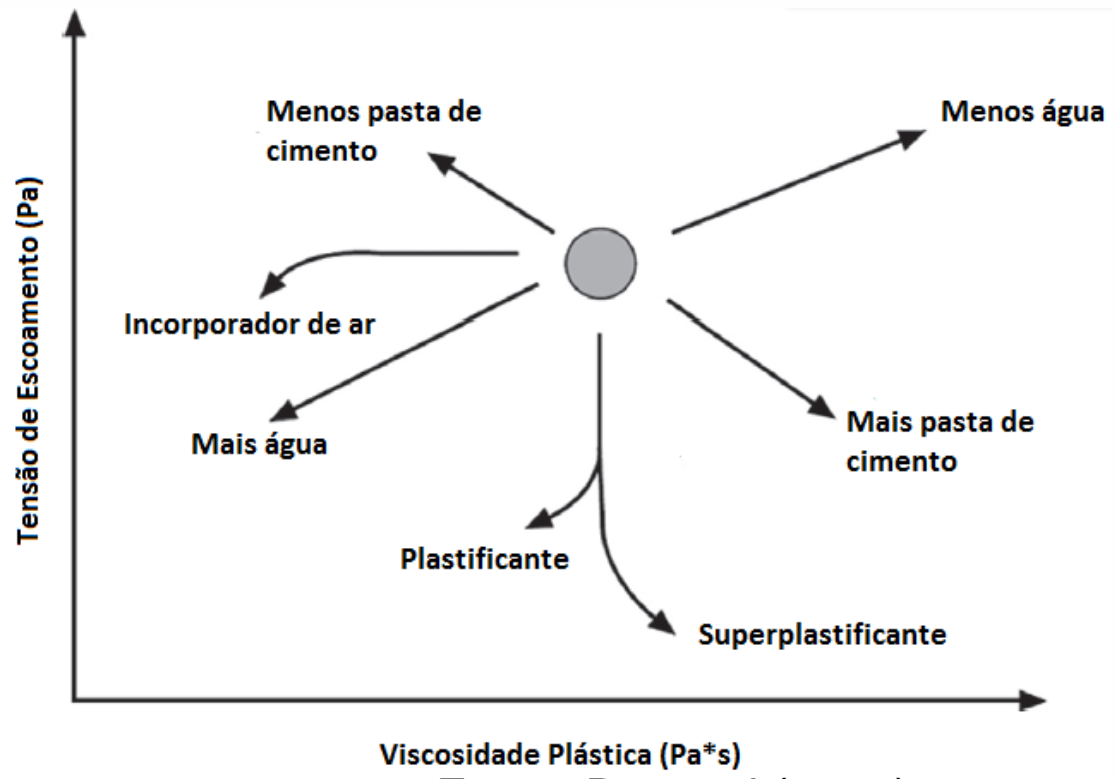 Menos pasta de
cimento
Menos água
Tensão de Escoamento (Pa)
Incorporador de ar
Mais água
Mais pasta de
cimento
Plastificante
Superplastificante
Viscosidade Plástica (Pa*s)